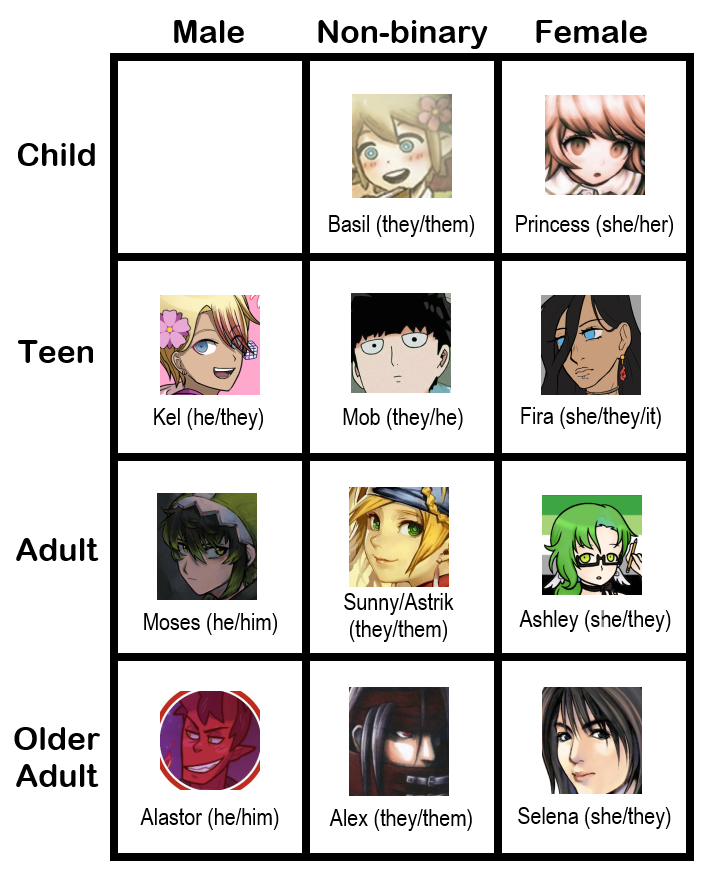 Male Non-binary Female
Child
Basil (they/them) Princess (she/her)
Teen
Kel (he/they) Mob (they/he) Fira (she/they/it)
Adult
Moses (he/him) Sunny/Astrik Ashley (she/they)
(they/them)
Older
Adult
Alastor (he/him) Alex (they/them) Selena (she/they)